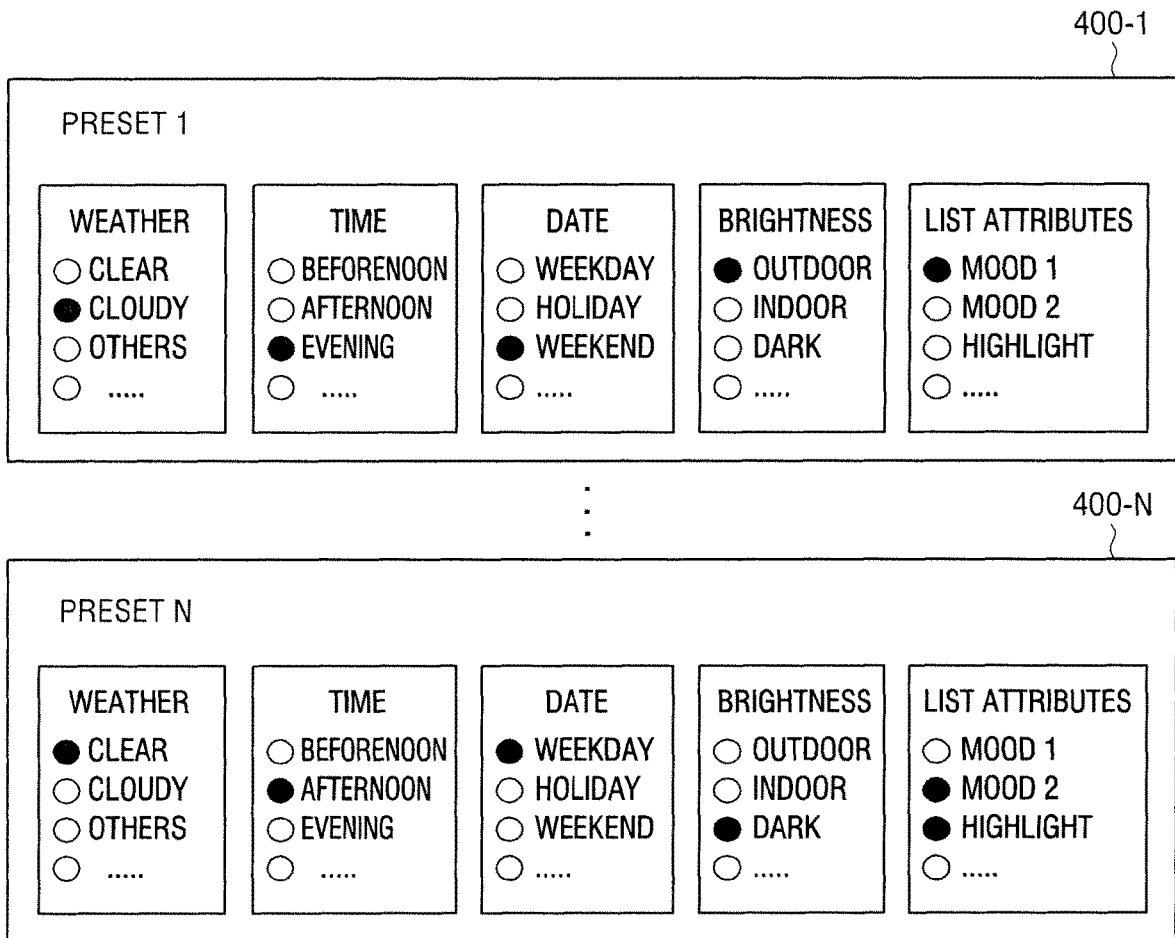 400-1
PRESET 1
WEATHER
CLEAR
CLOUDY
OTHERS
.....
TIME
BEFORENOON
AFTERNOON
EVENING
.....
DATE
WEEKDAY
HOLIDAY
WEEKEND
.....
BRIGHTNESS
OUTDOOR
INDOOR
DARK
.....
LIST ATTRIBUTES
MOOD 1
MOOD 2
HIGHLIGHT
.....
400-N
PRESET N
WEATHER
CLEAR
CLOUDY
OTHERS
.....
TIME
BEFORENOON
AFTERNOON
EVENING
.....
DATE
WEEKDAY
HOLIDAY
WEEKEND
.....
BRIGHTNESS
OUTDOOR
INDOOR
DARK
.....
LIST ATTRIBUTES
MOOD 1
MOOD 2
HIGHLIGHT
.....